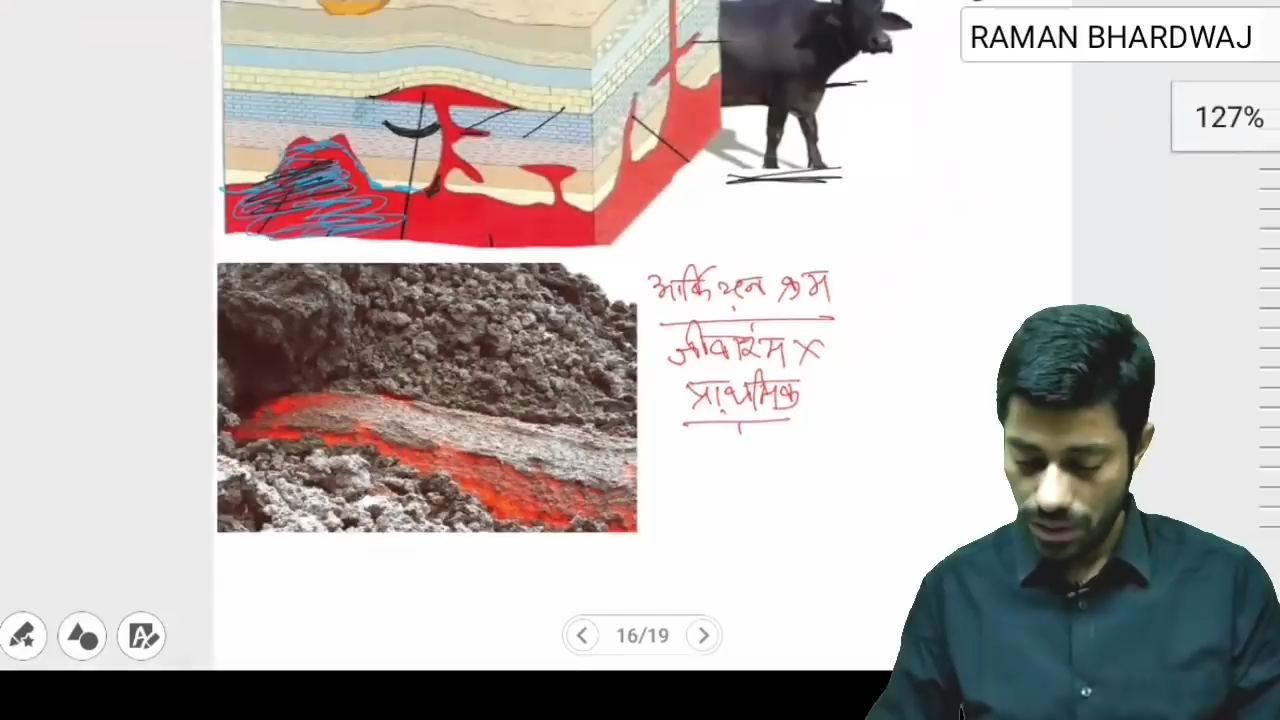 RAMAN BHARDWAJ
127%
आर्कियन क्रम
जीवाश्म X
प्राथमिक
16/19